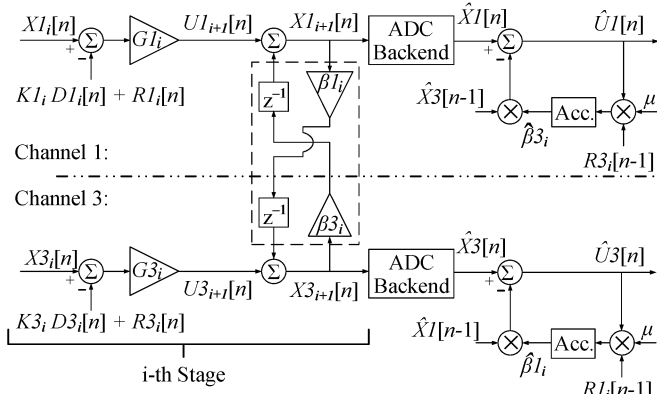 X1ᵢ[n]
Σ
+
-
G1ᵢ
U1ᵢ₊₁[n]
Σ
X1ᵢ₊₁[n]
ADC
Backend
X̂1[n]
+
-
Σ
Û1[n]
K1ᵢ D1ᵢ[n] + R1ᵢ[n]
z⁻¹
β1ᵢ
X̂3[n-1]
β̂3ᵢ
Acc.
μ
R3ᵢ[n-1]
Channel 1:
Channel 3:
z⁻¹
β3ᵢ
X3ᵢ[n]
Σ
+
-
G3ᵢ
U3ᵢ₊₁[n]
Σ
X3ᵢ₊₁[n]
ADC
Backend
X̂3[n]
+
-
Σ
Û3[n]
K3ᵢ D3ᵢ[n] + R3ᵢ[n]
X̂1[n-1]
β̂1ᵢ
Acc.
μ
R1ᵢ[n-1]
i-th Stage